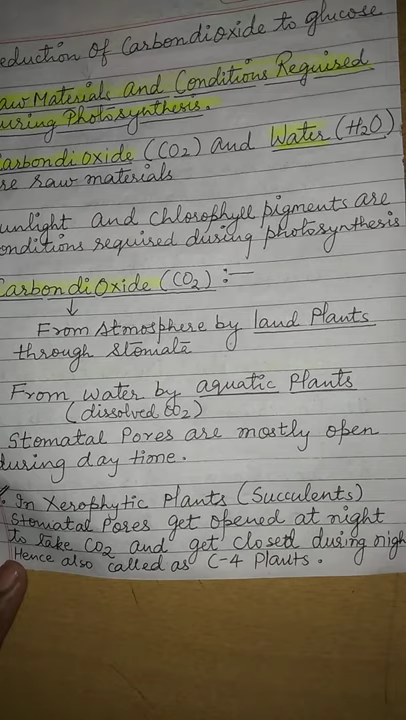 eduction of Carbondioxide to glucose
aw Materials and Conditions Required
uring Photosynthesis.
Carbondioxide (CO₂) and Water (H₂O)
re raw materials
unlight and Chlorophyll pigments are
onditions required during photosynthesis
CarbondiOxide (CO₂) :—
↓
From Atmosphere by land Plants
through Stomata
From water by aquatic Plants
(dissolved CO₂)
Stomatal Pores are mostly open
during day time.
In Xerophytic Plants (Succulents)
Stomatal Pores get opened at night
to take CO₂ and get closed during nigh
Hence also called as C-4 Plants.